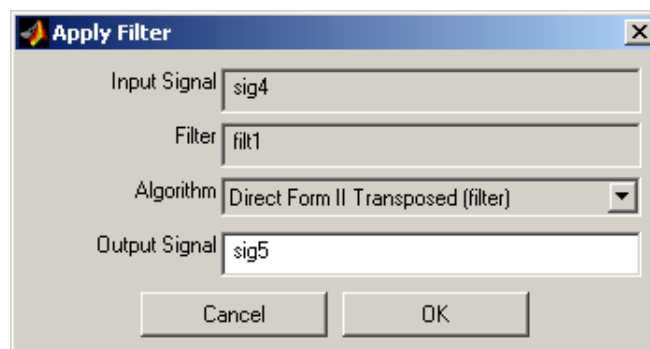 Apply Filter
Input Signal sig4
Filter filt1
Algorithm Direct Form II Transposed (filter)
Output Signal sig5
Cancel OK